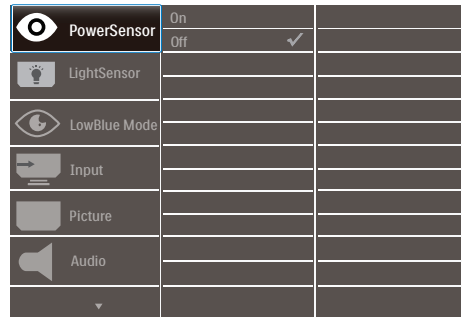 PowerSensor
On
Off
LightSensor
LowBlue Mode
Input
Picture
Audio